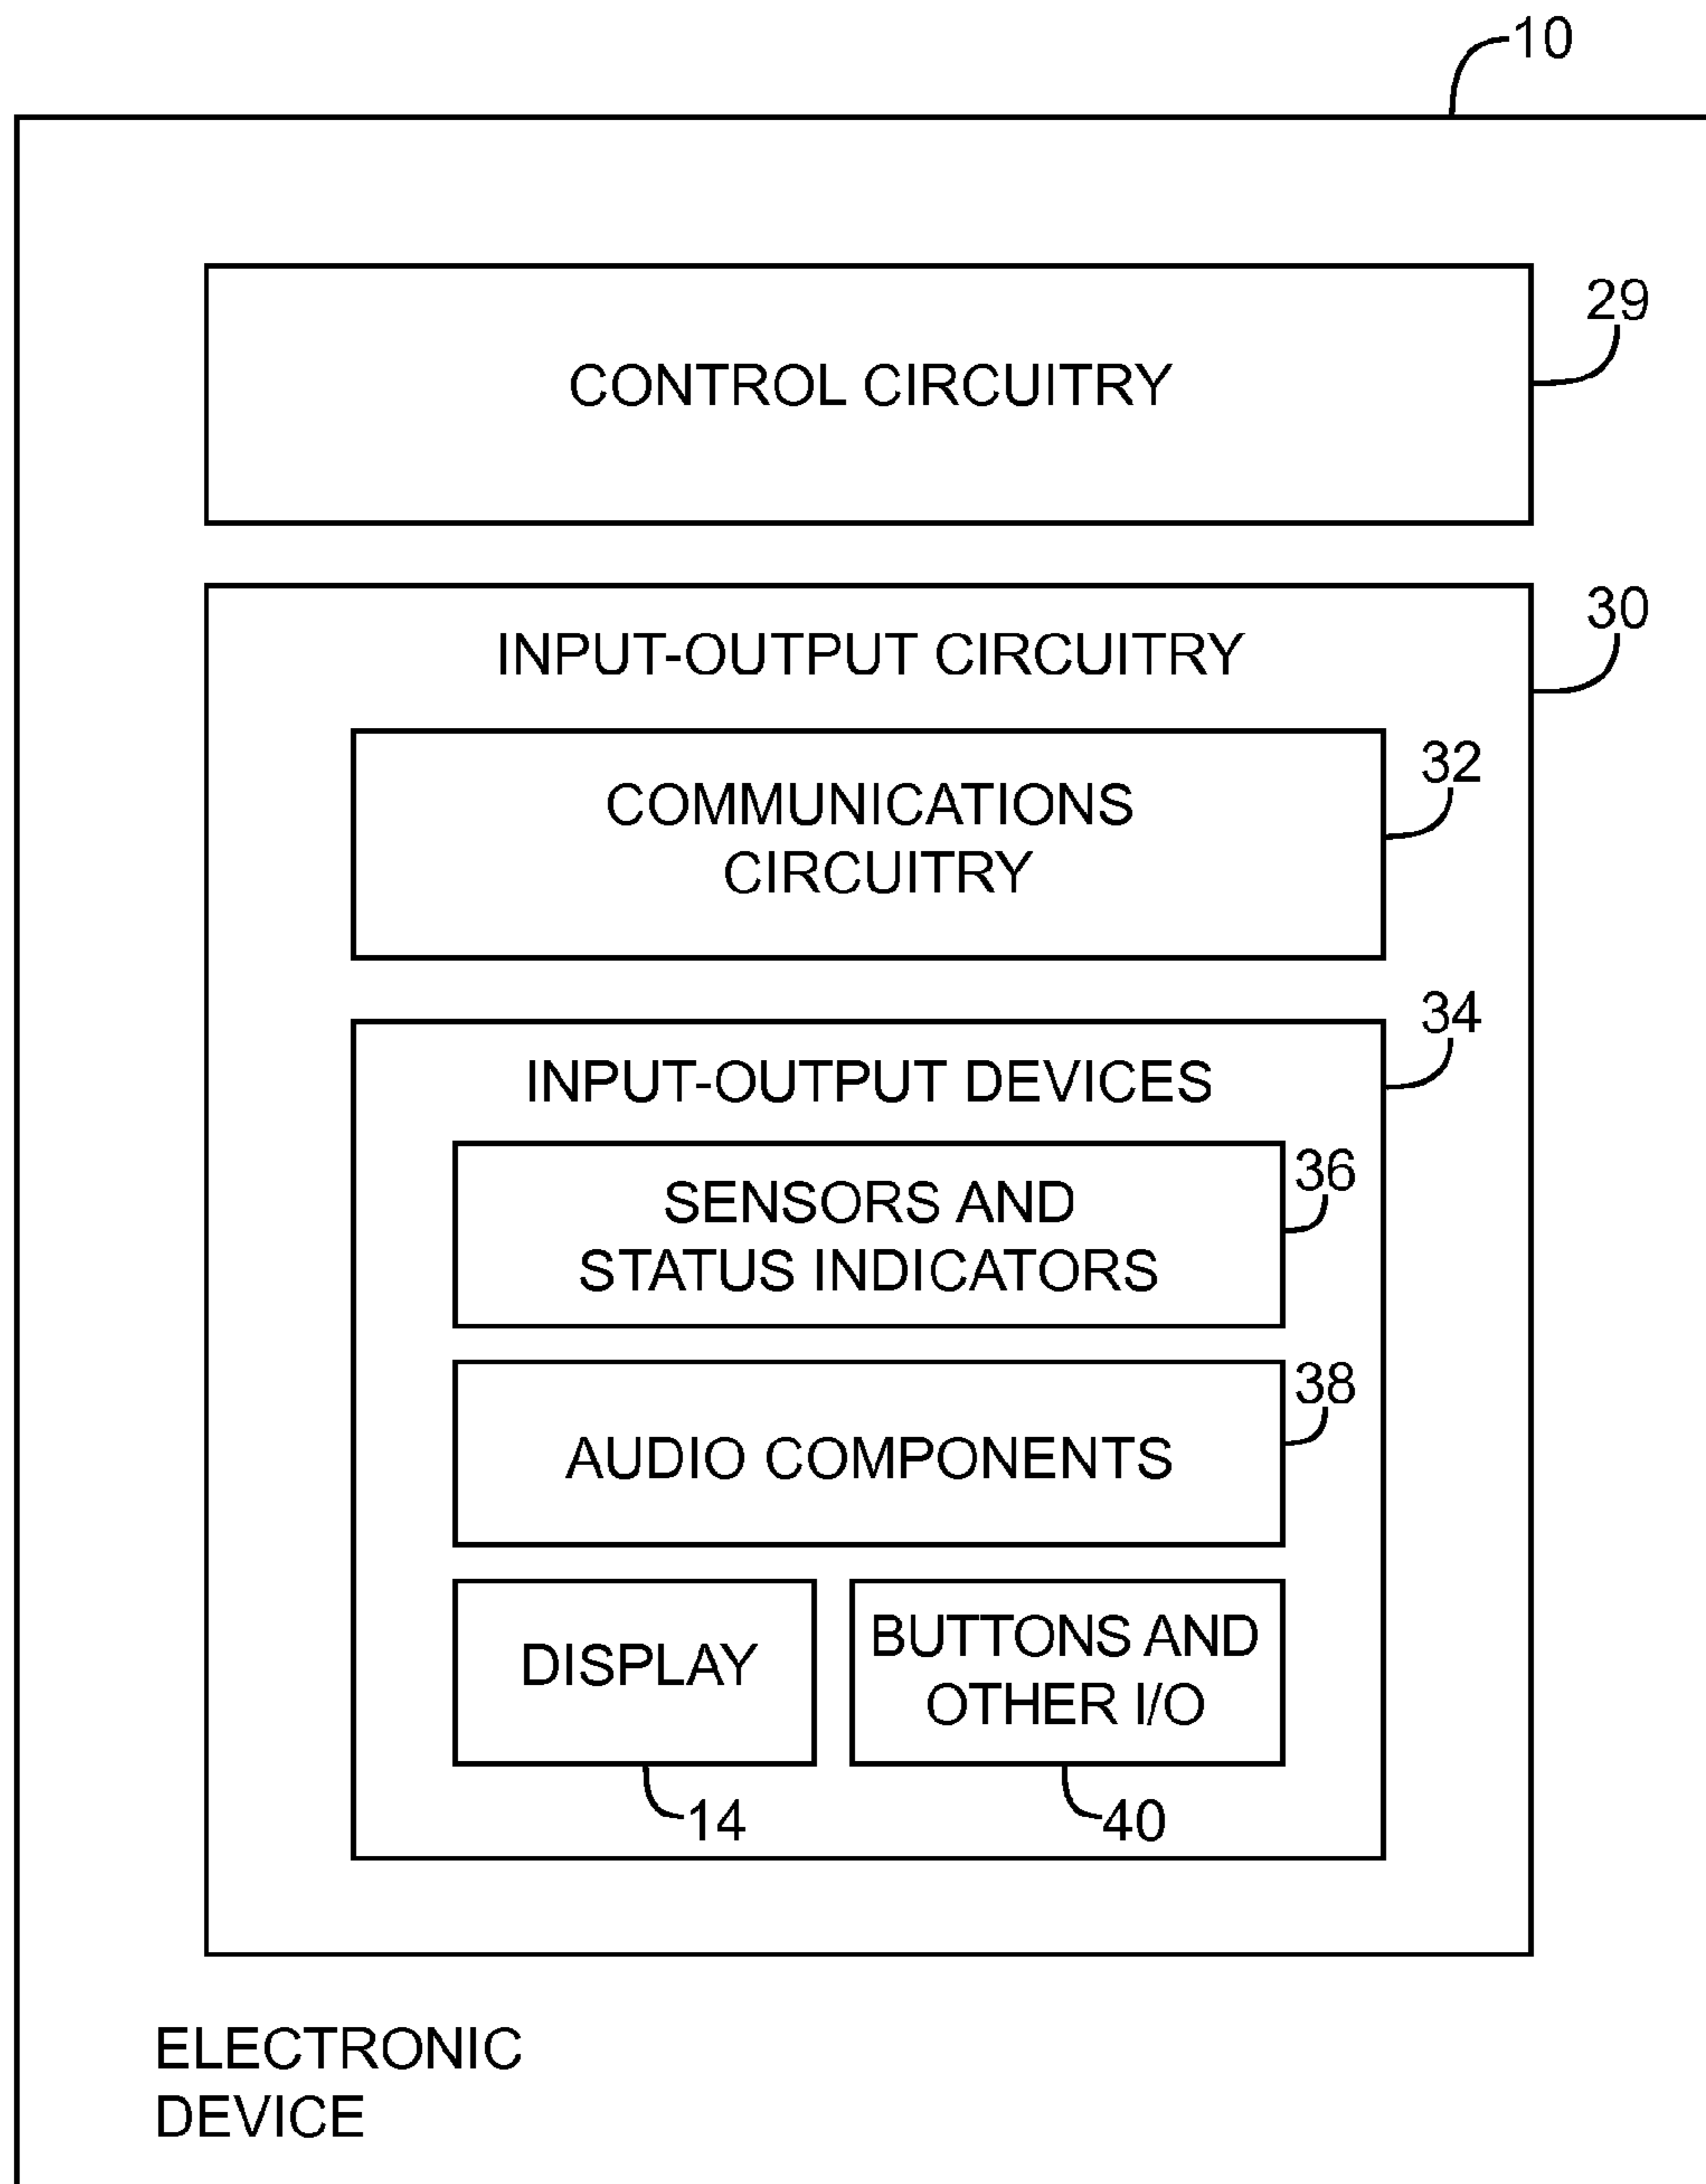 10
CONTROL CIRCUITRY
29
INPUT-OUTPUT CIRCUITRY
30
COMMUNICATIONS
CIRCUITRY
32
INPUT-OUTPUT DEVICES
34
SENSORS AND
STATUS INDICATORS
36
AUDIO COMPONENTS
38
DISPLAY
14
BUTTONS AND
OTHER I/O
40
ELECTRONIC
DEVICE